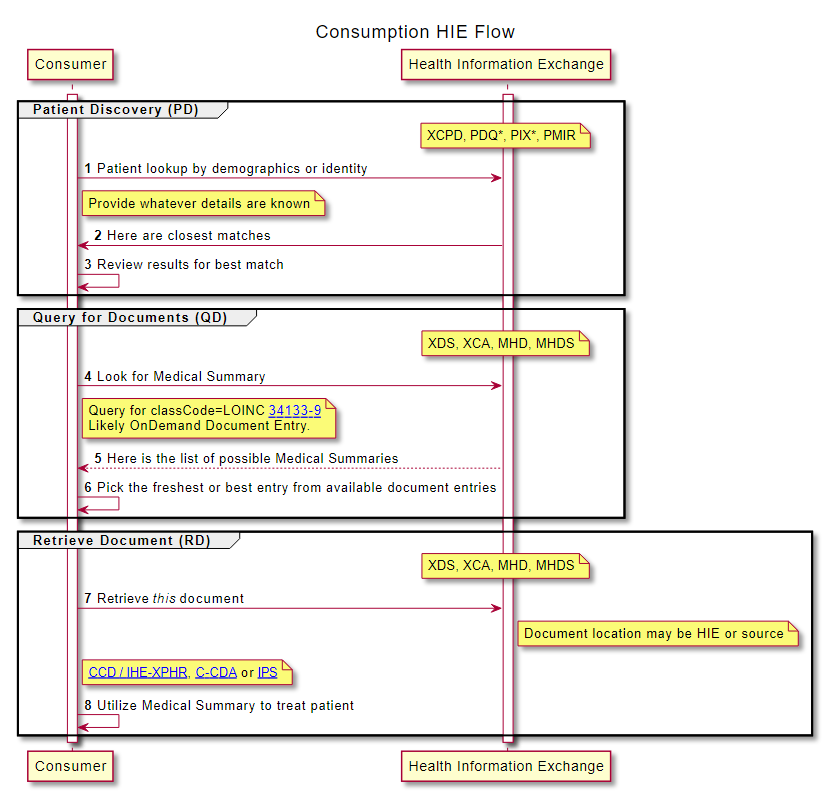 Consumption HIE Flow
Consumer
Health Information Exchange
Patient Discovery (PD)
XCPD, PDQ*, PIX*, PMIR
1 Patient lookup by demographics or identity
Provide whatever details are known
2 Here are closest matches
3 Review results for best match
Query for Documents (QD)
XDS, XCA, MHD, MHDS
4 Look for Medical Summary
Query for classCode=LOINC 34133-9
Likely OnDemand Document Entry.
5 Here is the list of possible Medical Summaries
6 Pick the freshest or best entry from available document entries
Retrieve Document (RD)
XDS, XCA, MHD, MHDS
7 Retrieve this document
Document location may be HIE or source
CCD / IHE-XPHR, C-CDA or IPS
8 Utilize Medical Summary to treat patient
Consumer
Health Information Exchange